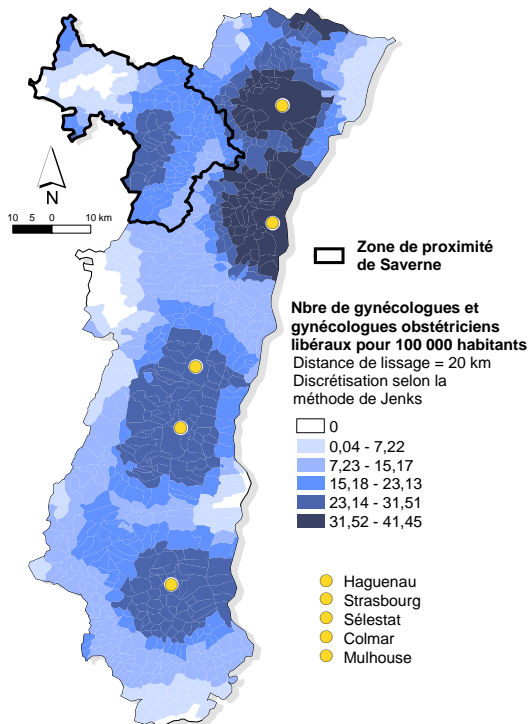 N
10 5 0 10 km
Zone de proximité
de Saverne
Nbre de gynécologues et
gynécologues obstétriciens
libéraux pour 100 000 habitants
Distance de lissage = 20 km
Discrétisation selon la
méthode de Jenks
0
0,04 - 7,22
7,23 - 15,17
15,18 - 23,13
23,14 - 31,51
31,52 - 41,45
Haguenau
Strasbourg
Sélestat
Colmar
Mulhouse